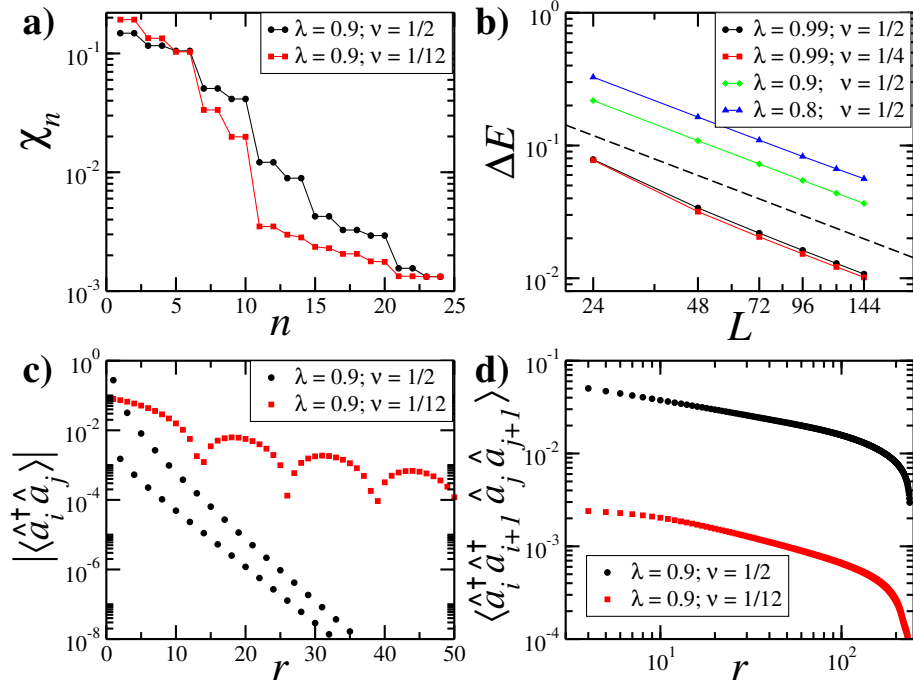 a)
λ = 0.9; ν = 1/2
λ = 0.9; ν = 1/12
10⁻¹
10⁻²
10⁻³
χₙ
0 5 10 15 20 25
n
b)
λ = 0.99; ν = 1/2
λ = 0.99; ν = 1/4
λ = 0.9; ν = 1/2
λ = 0.8; ν = 1/2
10⁰
10⁻¹
10⁻²
ΔE
24 48 72 96 144
L
c)
λ = 0.9; ν = 1/2
λ = 0.9; ν = 1/12
10⁰
10⁻²
10⁻⁴
10⁻⁶
10⁻⁸
|⟨â†ᵢ âⱼ⟩|
0 10 20 30 40 50
r
d)
10⁻¹
10⁻²
10⁻³
10⁻⁴
⟨â†ᵢ â†ᵢ₊₁ âⱼ âⱼ₊₁⟩
λ = 0.9; ν = 1/2
λ = 0.9; ν = 1/12
10¹ 10²
r